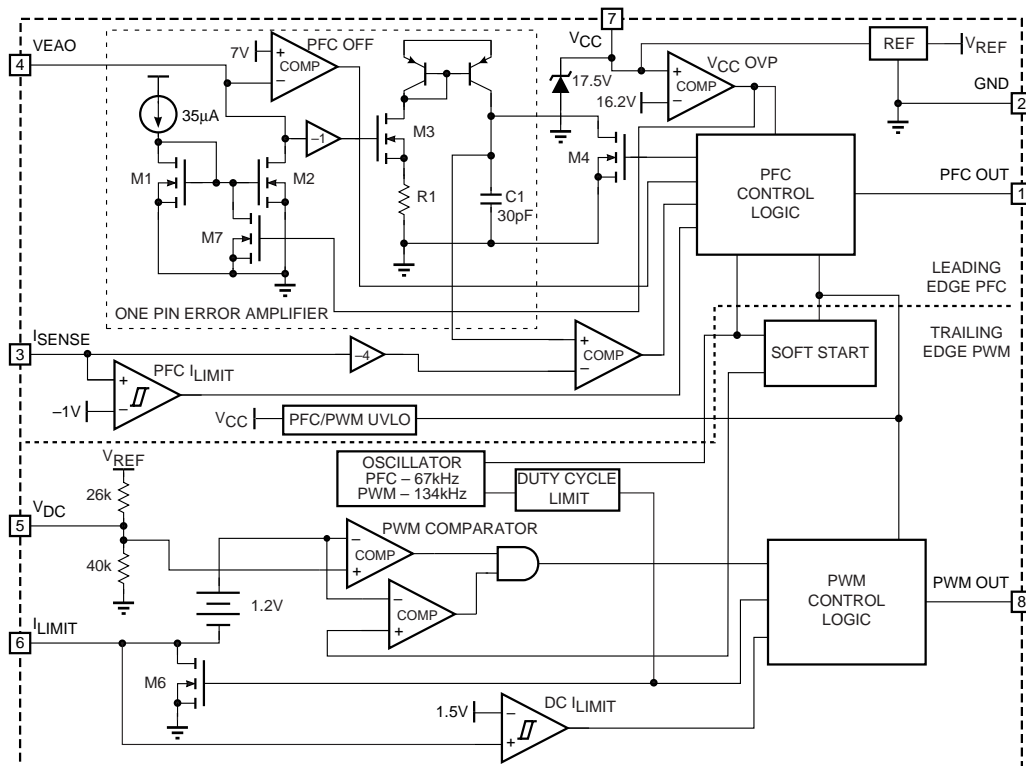 7
VCC
VEAO
4
7V
+
–
COMP
PFC OFF
35µA
–1
M3
17.5V
16.2V
+
–
COMP
VCC OVP
REF
VREF
GND
2
M1
M2
M7
R1
C1
30pF
M4
PFC
CONTROL
LOGIC
PFC OUT
1
ONE PIN ERROR AMPLIFIER
LEADING
EDGE PFC
TRAILING
EDGE PWM
ISENSE
3
–4
+
–
COMP
SOFT START
PFC ILIMIT
+
–
–1V
VCC
PFC/PWM UVLO
VREF
26k
VDC
5
40k
OSCILLATOR
PFC – 67kHz
PWM – 134kHz
DUTY CYCLE
LIMIT
PWM COMPARATOR
–
+
COMP
–
+
COMP
1.2V
PWM
CONTROL
LOGIC
PWM OUT
8
ILIMIT
6
M6
1.5V
–
+
DC ILIMIT